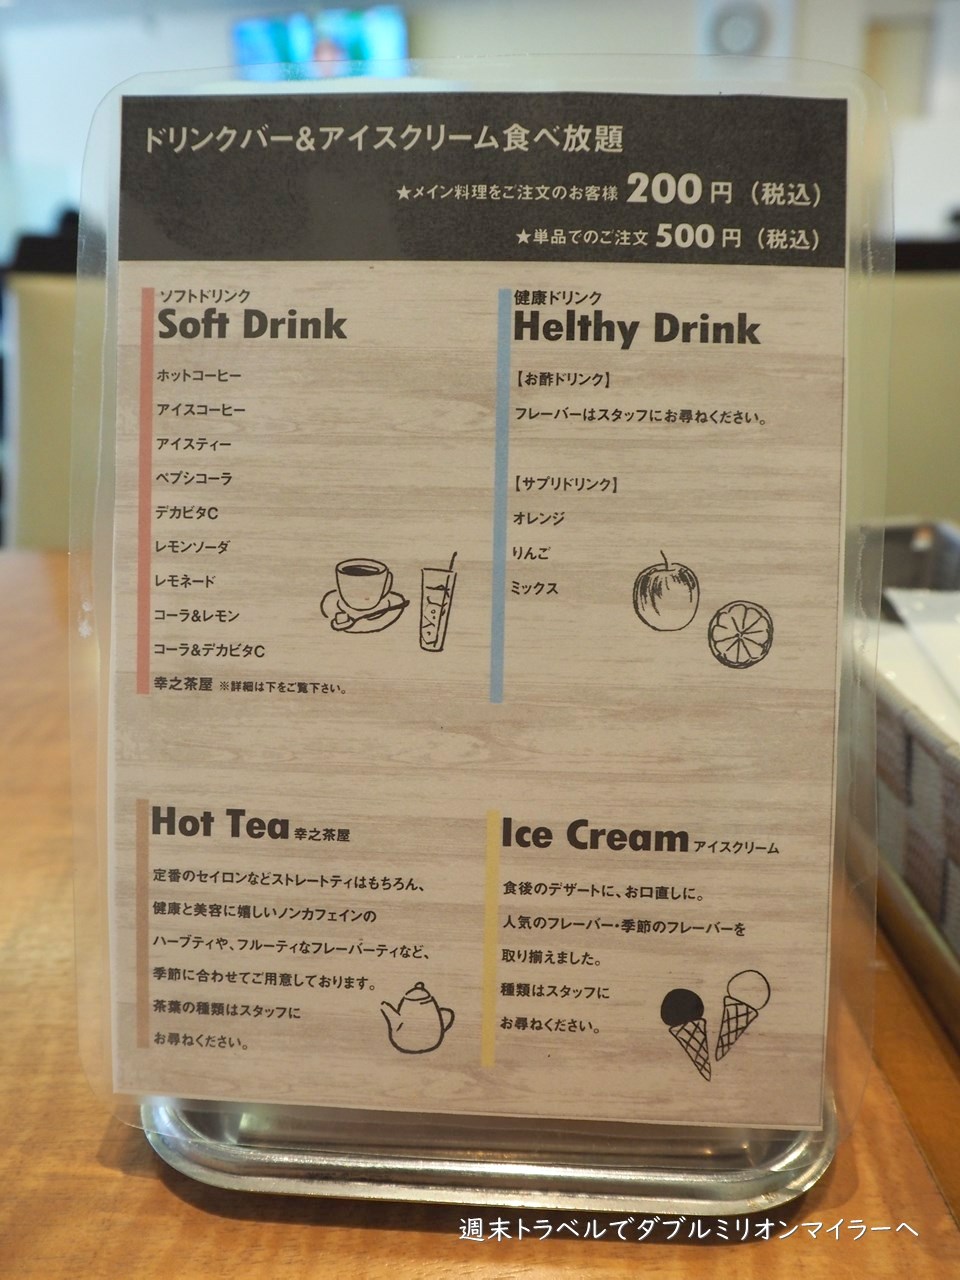 ドリンクバー&アイスクリーム食べ放題
★メイン料理をご注文のお客様 200円（税込）
★単品でのご注文 500円（税込）
ソフトドリンク
Soft Drink
ホットコーヒー
アイスコーヒー
アイスティー
ペプシコーラ
デカビタC
レモンソーダ
レモネード
コーラ&レモン
コーラ&デカビタC
幸之茶屋 ※詳細は下をご覧下さい。
健康ドリンク
Helthy Drink
【お酢ドリンク】
フレーバーはスタッフにお尋ねください。
【サプリドリンク】
オレンジ
りんご
ミックス
Hot Tea 幸之茶屋
定番のセイロンなどストレートティはもちろん、
健康と美容に嬉しいノンカフェインの
ハーブティや、フルーティなフレーバーティなど、
季節に合わせてご用意しております。
茶葉の種類はスタッフに
お尋ねください。
Ice Cream アイスクリーム
食後のデザートに、お口直しに。
人気のフレーバー・季節のフレーバーを
取り揃えました。
種類はスタッフに
お尋ねください。
週末トラベルでダブルミリオンマイラーへ